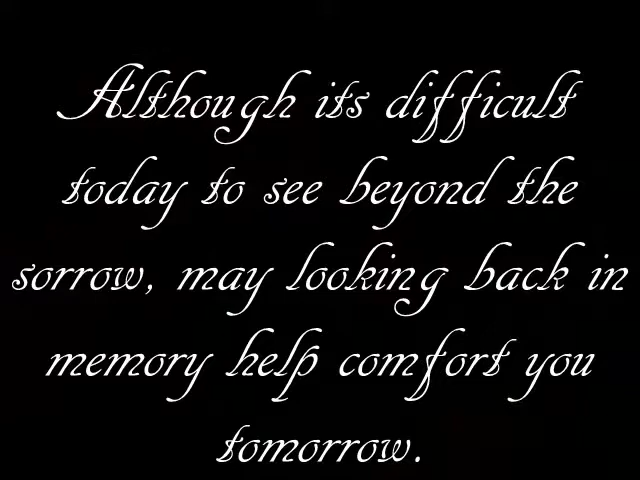 Although its difficult
today to see beyond the
sorrow, may looking back in
memory help comfort you
tomorrow.